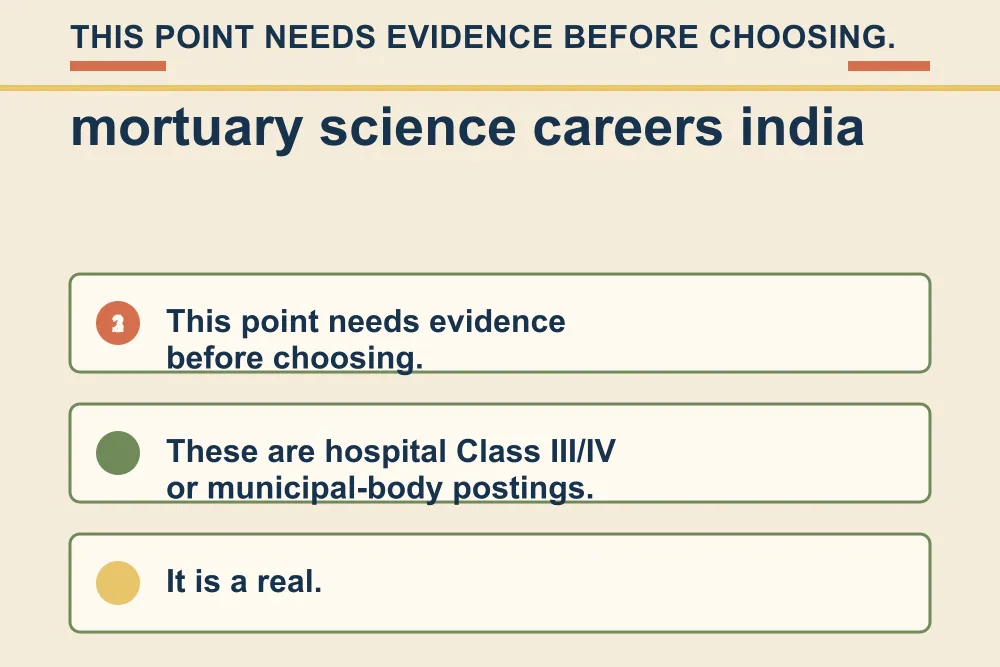 THIS POINT NEEDS EVIDENCE BEFORE CHOOSING.
mortuary science careers india
This point needs evidence
before choosing.
These are hospital Class III/IV
or municipal-body postings.
It is a real.